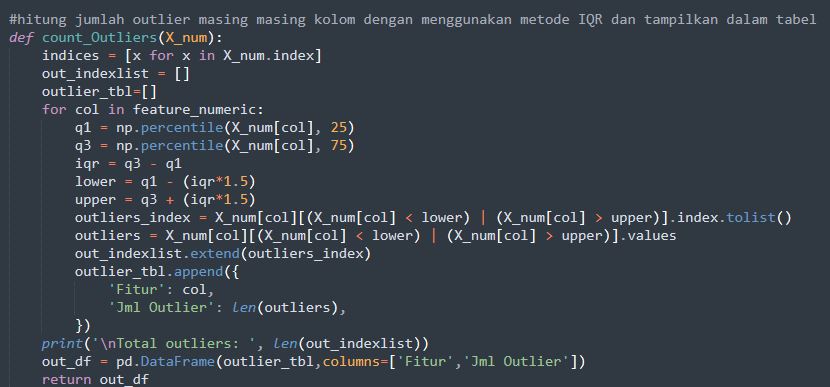 #hitung jumlah outlier masing masing kolom dengan menggunakan metode IQR dan tampilkan dalam tabel
def count_Outliers(X_num):
    indices = [x for x in X_num.index]
    out_indexlist = []
    outlier_tbl=[]
    for col in feature_numeric:
        q1 = np.percentile(X_num[col], 25)
        q3 = np.percentile(X_num[col], 75)
        iqr = q3 - q1
        lower = q1 - (iqr*1.5)
        upper = q3 + (iqr*1.5)
        outliers_index = X_num[col][(X_num[col] < lower) | (X_num[col] > upper)].index.tolist()
        outliers = X_num[col][(X_num[col] < lower) | (X_num[col] > upper)].values
        out_indexlist.extend(outliers_index)
        outlier_tbl.append({
            'Fitur': col,
            'Jml Outlier': len(outliers),
        })
    print('\nTotal outliers: ', len(out_indexlist))
    out_df = pd.DataFrame(outlier_tbl,columns=['Fitur','Jml Outlier'])
    return out_df